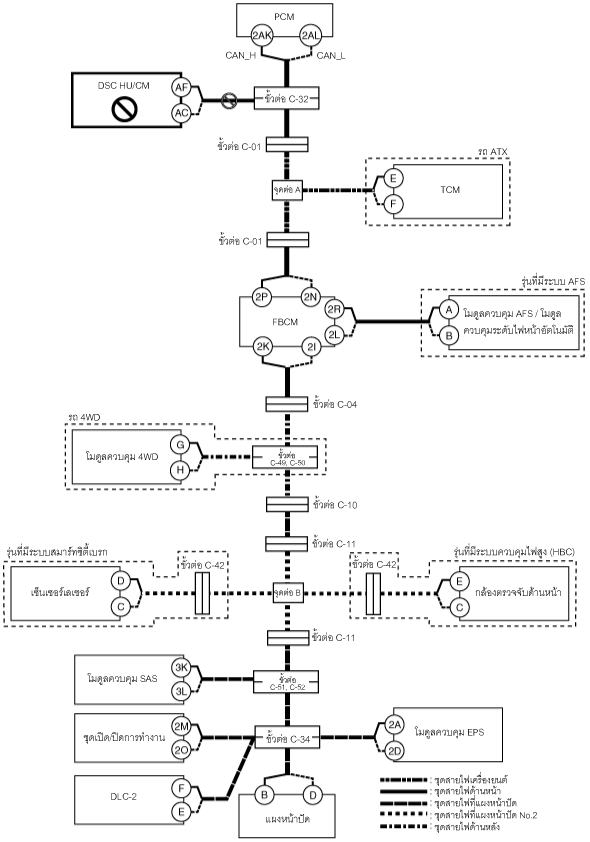 PCM
2AK 2AL
CAN_H CAN_L
DSC HU/CM
AF
AC
ขั้วต่อ C-32
ขั้วต่อ C-01
รถ ATX
จุดต่อ A
E
F
TCM
ขั้วต่อ C-01
รุ่นที่มีระบบ AFS
2P 2N
FBCM
2R
2L
2K 2I
A
B
โมดูลควบคุม AFS / โมดูล
ควบคุมระดับไฟหน้าอัตโนมัติ
ขั้วต่อ C-04
รถ 4WD
โมดูลควบคุม 4WD
G
H
ขั้วต่อ
C-49, C-50
ขั้วต่อ C-10
ขั้วต่อ C-11
รุ่นที่มีระบบสมาร์ทซิตี้เบรก
ขั้วต่อ C-42
เซ็นเซอร์เลเซอร์
D
C
จุดต่อ B
รุ่นที่มีระบบควบคุมไฟสูง (HBC)
ขั้วต่อ C-42
E
C
กล้องตรวจจับด้านหน้า
ขั้วต่อ C-11
โมดูลควบคุม SAS
3K
3L
ขั้วต่อ
C-51, C-52
ชุดเปิด/ปิดการทำงาน
2M
2O
ขั้วต่อ C-34
2A
2D
โมดูลควบคุม EPS
DLC-2
F
E
B D
แผงหน้าปัด
: ชุดสายไฟเครื่องยนต์
: ชุดสายไฟด้านหน้า
: ชุดสายไฟที่แผงหน้าปัด
: ชุดสายไฟที่แผงหน้าปัด No.2
: ชุดสายไฟด้านหลัง